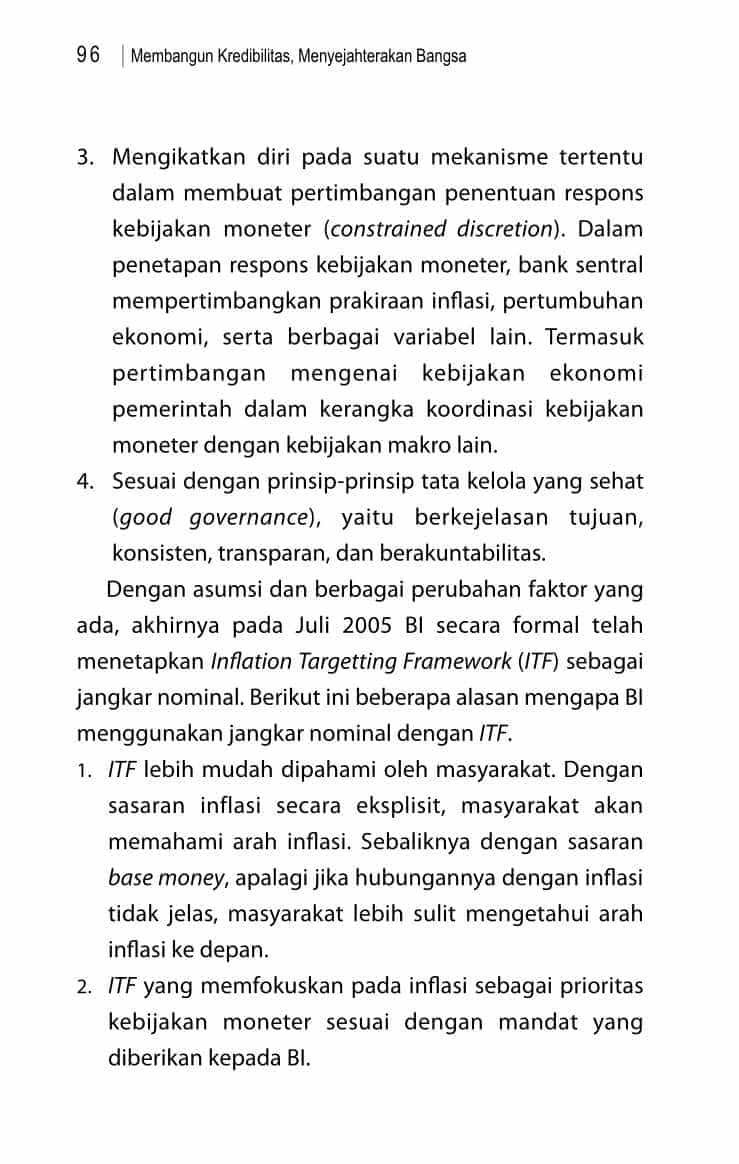 96 | Membangun Kredibilitas, Menyejahterakan Bangsa
3. Mengikatkan diri pada suatu mekanisme tertentu
dalam membuat pertimbangan penentuan respons
kebijakan moneter (constrained discretion). Dalam
penetapan respons kebijakan moneter, bank sentral
mempertimbangkan prakiraan inflasi, pertumbuhan
ekonomi, serta berbagai variabel lain. Termasuk
pertimbangan mengenai kebijakan ekonomi
pemerintah dalam kerangka koordinasi kebijakan
moneter dengan kebijakan makro lain.
4. Sesuai dengan prinsip-prinsip tata kelola yang sehat
(good governance), yaitu berkejelasan tujuan,
konsisten, transparan, dan berakuntabilitas.
Dengan asumsi dan berbagai perubahan faktor yang
ada, akhirnya pada Juli 2005 BI secara formal telah
menetapkan Inflation Targetting Framework (ITF) sebagai
jangkar nominal. Berikut ini beberapa alasan mengapa BI
menggunakan jangkar nominal dengan ITF.
1. ITF lebih mudah dipahami oleh masyarakat. Dengan
sasaran inflasi secara eksplisit, masyarakat akan
memahami arah inflasi. Sebaliknya dengan sasaran
base money, apalagi jika hubungannya dengan inflasi
tidak jelas, masyarakat lebih sulit mengetahui arah
inflasi ke depan.
2. ITF yang memfokuskan pada inflasi sebagai prioritas
kebijakan moneter sesuai dengan mandat yang
diberikan kepada BI.